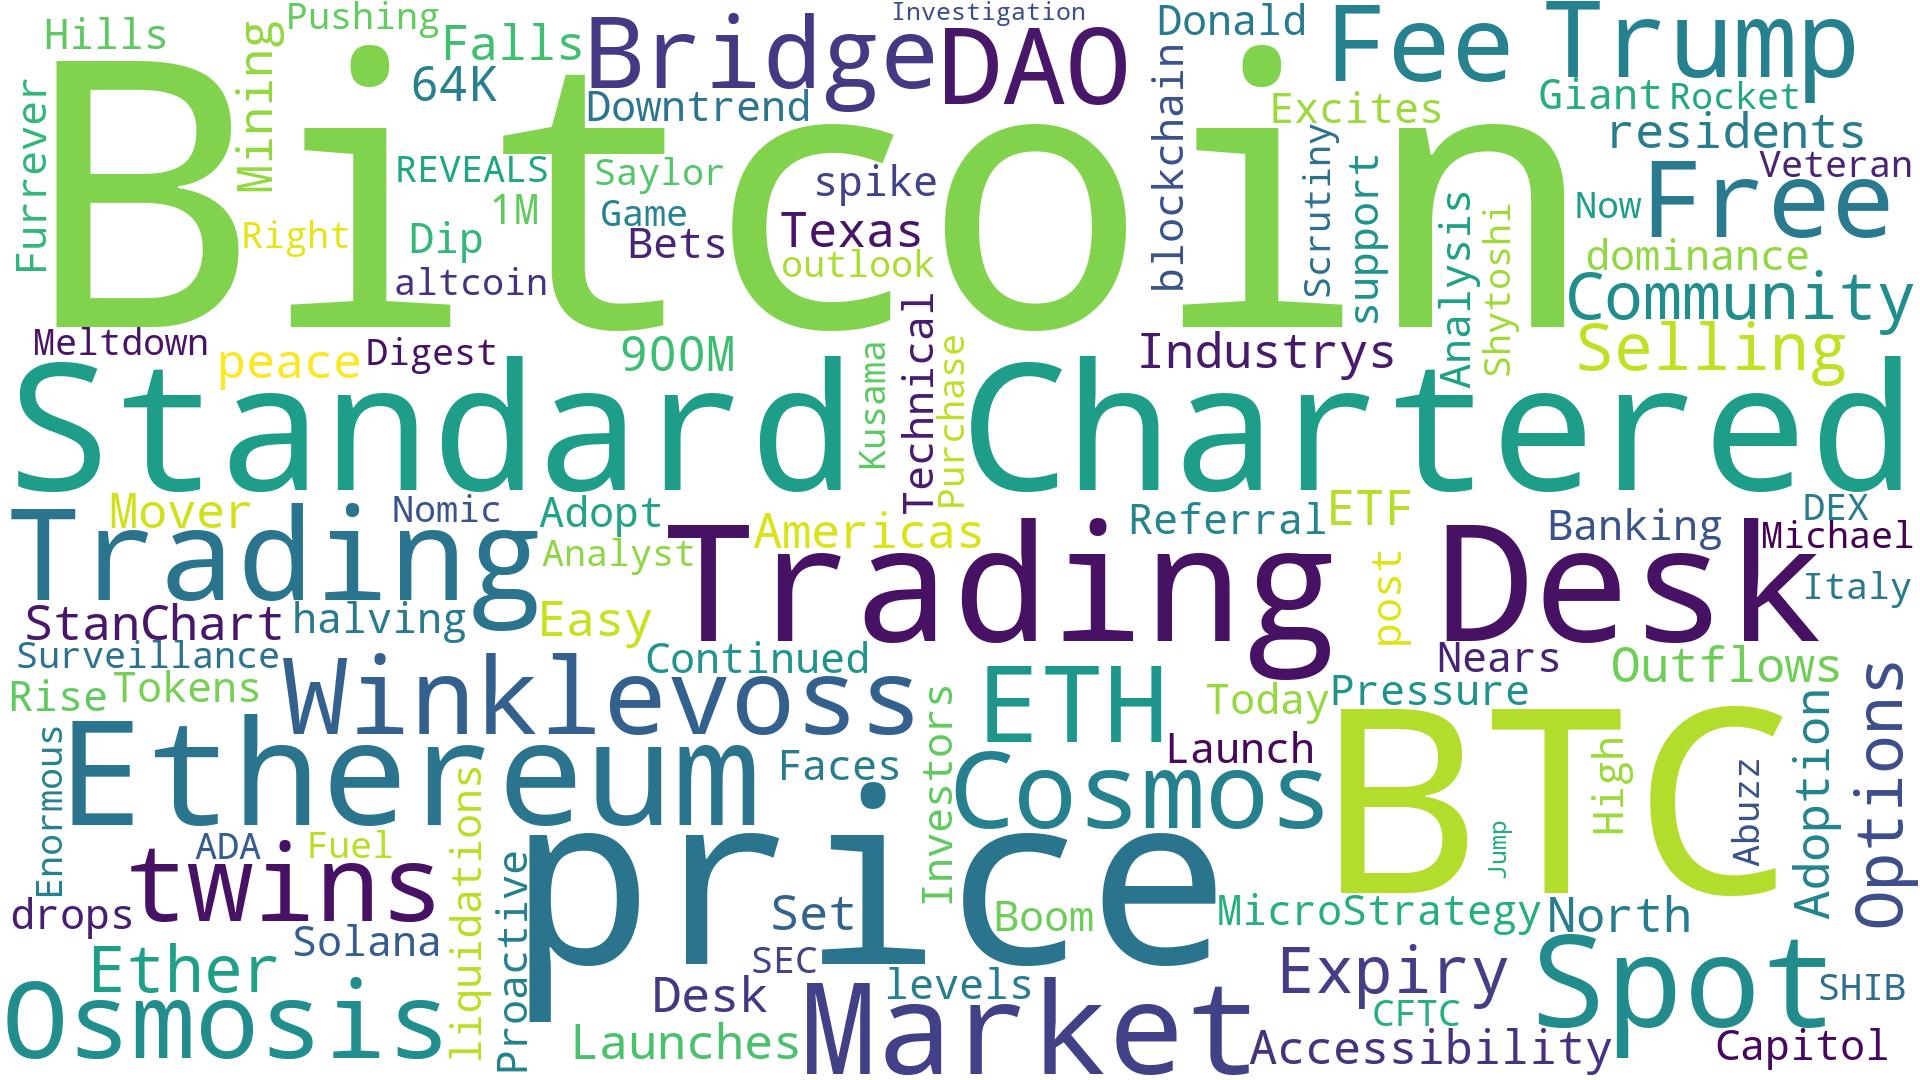 Hills
Pushing
Falls
Bridge
DAO
Investigation
Donald
Fee
Trump
Mining
64K
Downtrend
blockchain
Excites
Giant
Rocket
residents
Furrever
Bitcoin
REVEALS
Saylor
spike
Scrutiny
support
Veteran
1M
Game
Texas
Now
Free
Right
Dip
Bets
outlook
Analysis
Shytoshi
dominance
altcoin
Community
Meltdown
peace
Digest
900M
Kusama
Technical
Purchase
Industrys
Selling
Standard Chartered
Mover
Nomic
Adopt
Americas
Referral
ETF
Banking
DEX
Michael
Trading
Analyst
Trading Desk
post
Italy
StanChart
halving
Easy
Surveillance
Continued
Nears
Outflows
Rise
Tokens
Winklevoss
ETH
Today
Pressure
Options
Enormous
Ethereum
Faces
Investors
Launch
Cosmos
BTC
High
Abuzz
Adoption
Jump
ADA
Fuel
liquidations
twins
price
drops
Solana
Proactive
Set
Boom
MicroStrategy
North
Ether
SEC
Expiry
Spot
Osmosis
Desk
levels
SHIB
Launches
Market
CFTC
Accessibility
Capitol